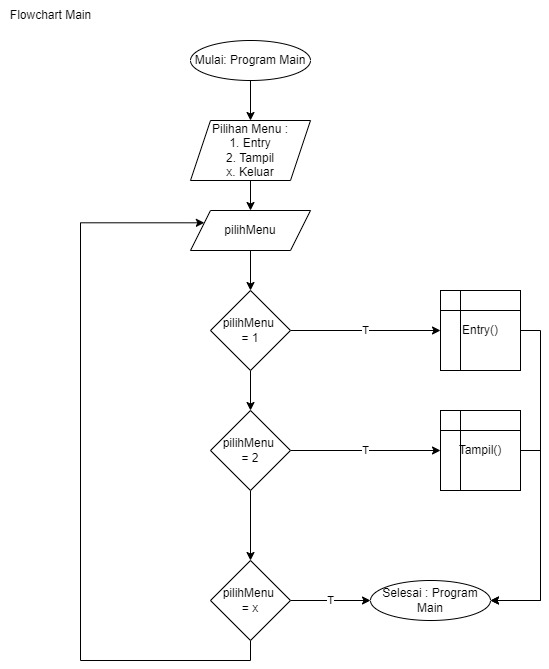 Flowchart Main
Mulai: Program Main
Pilihan Menu :
1. Entry
2. Tampil
x. Keluar
pilihMenu
pilihMenu
= 1
T
Entry()
pilihMenu
= 2
T
Tampil()
pilihMenu
= x
T
Selesai : Program
Main